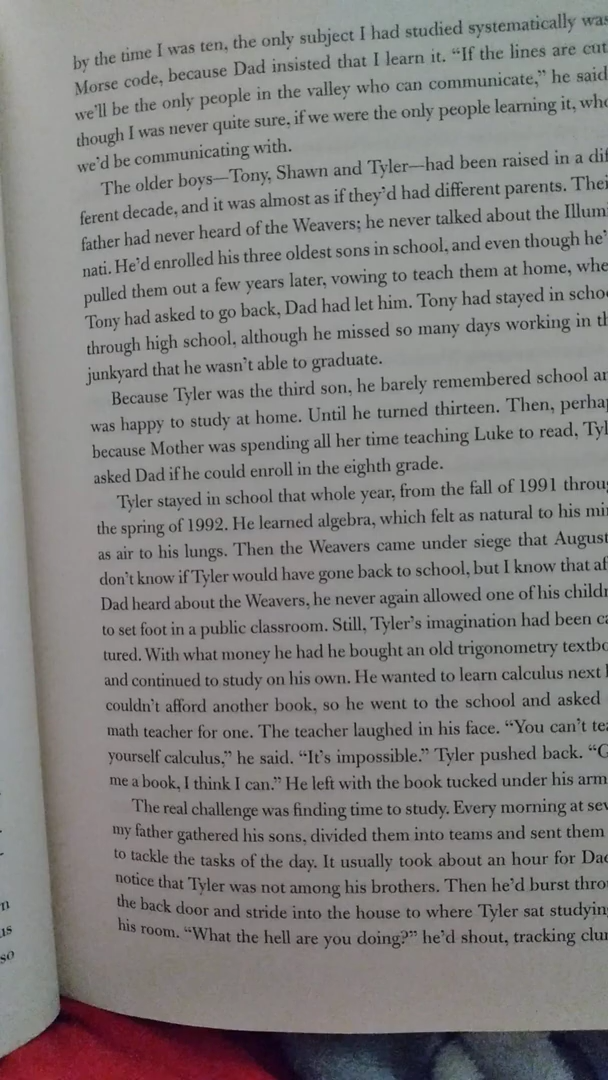 by the time I was ten, the only subject I had studied systematically was
Morse code, because Dad insisted that I learn it. “If the lines are cut
we’ll be the only people in the valley who can communicate,” he said
though I was never quite sure, if we were the only people learning it, who
we’d be communicating with.
The older boys—Tony, Shawn and Tyler—had been raised in a dif
ferent decade, and it was almost as if they’d had different parents. Thei
father had never heard of the Weavers; he never talked about the Illumi
nati. He’d enrolled his three oldest sons in school, and even though he’
pulled them out a few years later, vowing to teach them at home, whe
Tony had asked to go back, Dad had let him. Tony had stayed in schoo
through high school, although he missed so many days working in th
junkyard that he wasn’t able to graduate.
Because Tyler was the third son, he barely remembered school an
was happy to study at home. Until he turned thirteen. Then, perhap
because Mother was spending all her time teaching Luke to read, Tyl
asked Dad if he could enroll in the eighth grade.
Tyler stayed in school that whole year, from the fall of 1991 throug
the spring of 1992. He learned algebra, which felt as natural to his mi
as air to his lungs. Then the Weavers came under siege that August
don’t know if Tyler would have gone back to school, but I know that af
Dad heard about the Weavers, he never again allowed one of his childr
to set foot in a public classroom. Still, Tyler’s imagination had been ca
tured. With what money he had he bought an old trigonometry textbo
and continued to study on his own. He wanted to learn calculus next
couldn’t afford another book, so he went to the school and asked
math teacher for one. The teacher laughed in his face. “You can’t tea
yourself calculus,” he said. “It’s impossible.” Tyler pushed back. “G
me a book, I think I can.” He left with the book tucked under his arm
The real challenge was finding time to study. Every morning at sev
my father gathered his sons, divided them into teams and sent them
to tackle the tasks of the day. It usually took about an hour for Dad
notice that Tyler was not among his brothers. Then he’d burst throu
the back door and stride into the house to where Tyler sat studying
his room. “What the hell are you doing?” he’d shout, tracking clum
n
us
so